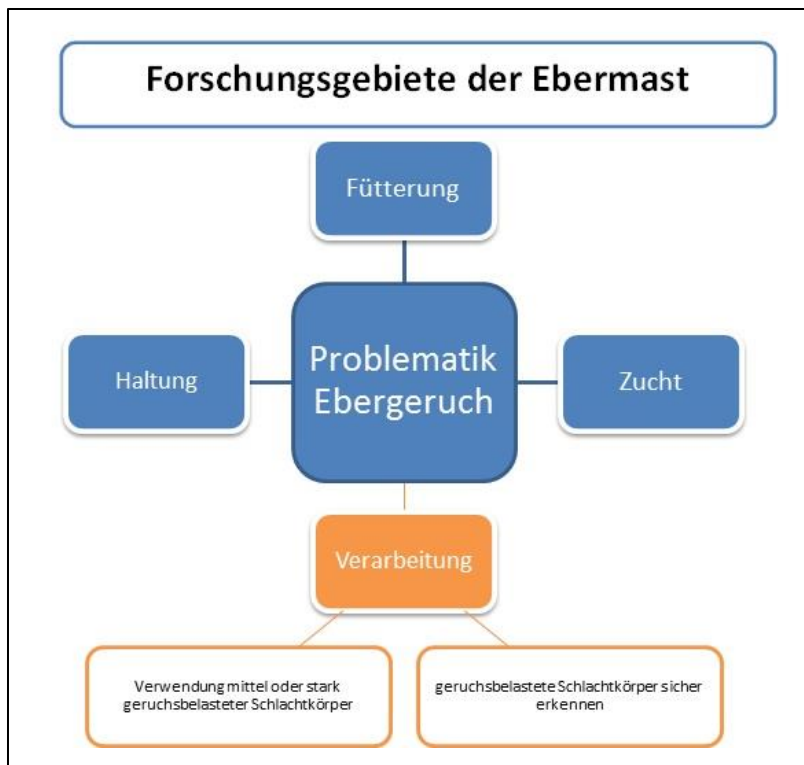 Forschungsgebiete der Ebermast
Fütterung
Haltung
Problematik
Ebergeruch
Zucht
Verarbeitung
Verwendung mittel oder stark
geruchsbelasteter Schlachtkörper
geruchsbelastete Schlachtkörper sicher
erkennen